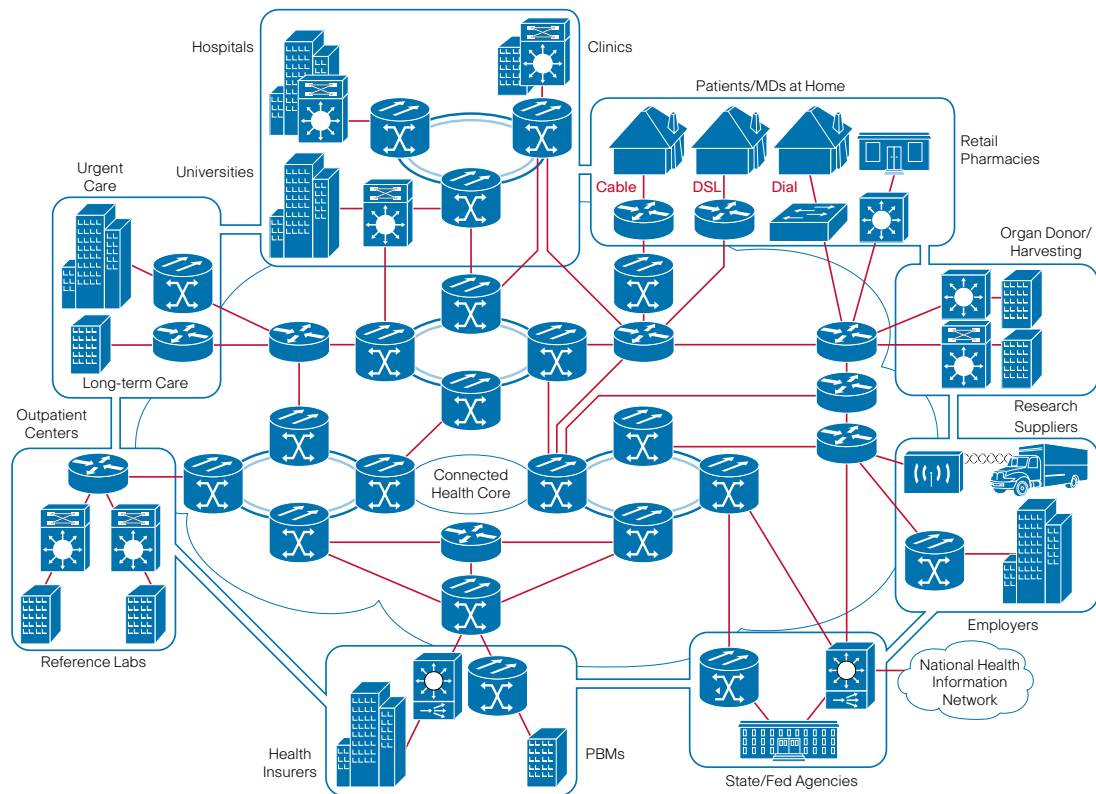 Hospitals
Clinics
Patients/MDs at Home
Retail
Pharmacies
Urgent
Care
Universities
Cable
DSL
Dial
Organ Donor/
Harvesting
Long-term Care
Outpatient
Centers
Research
Suppliers
Connected
Health Core
Employers
Reference Labs
National Health
Information
Network
Health
Insurers
PBMs
State/Fed Agencies